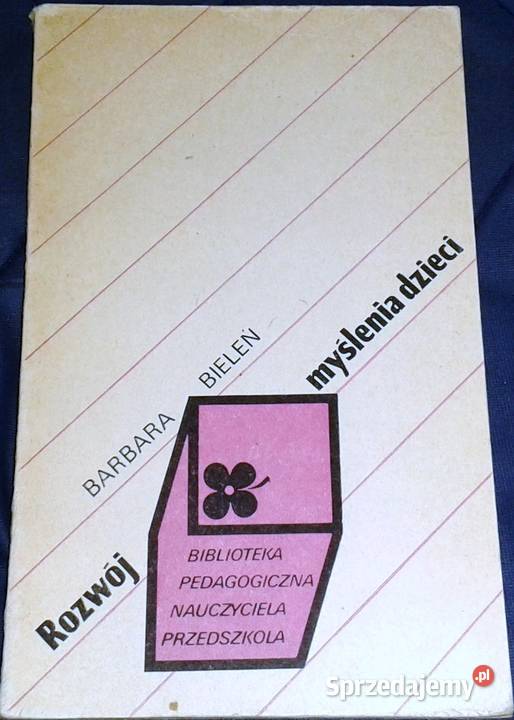 BARBARA BIELEŃ
Rozwój myślenia dzieci
BIBLIOTEKA
PEDAGOGICZNA
NAUCZYCIELA
PRZEDSZKOLA
Sprzedajemy.pl